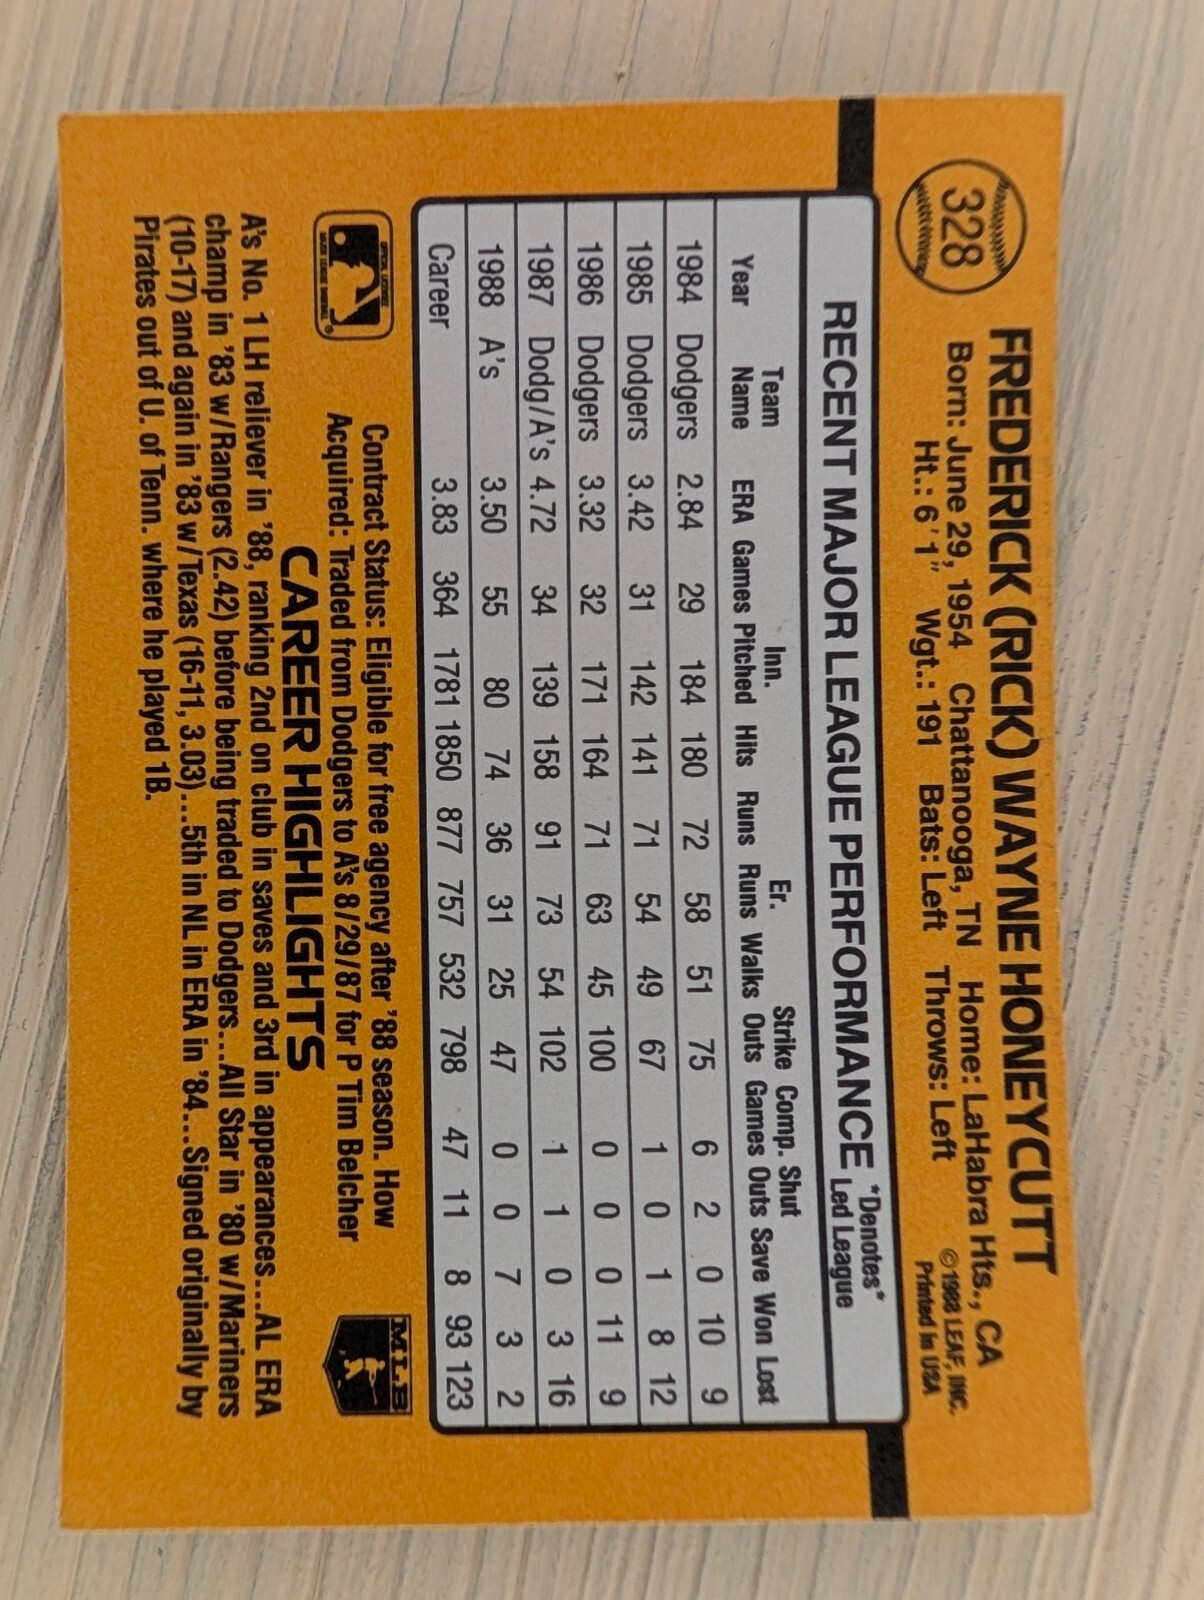 328
FREDERICK (RICK) WAYNE HONEYCUTT
Born: June 29, 1954 Chattanooga, TN Home: LaHabra Hts., CA
Ht.: 6'1" Wgt.: 191 Bats: Left Throws: Left
©1988 LEAF, INC.
Printed in USA
RECENT MAJOR LEAGUE PERFORMANCE
*Denotes*
Led League
Team Inn. Er. Strike Comp. Shut
Year Name ERA Games Pitched Hits Runs Runs Walks Outs Games Outs Save Won Lost
1984 Dodgers 2.84 29 184 180 72 58 51 75 6 2 0 10 9
1985 Dodgers 3.42 31 142 141 71 54 49 67 1 0 1 8 12
1986 Dodgers 3.32 32 171 164 71 63 45 100 0 0 0 11 9
1987 Dodg/A's 4.72 34 139 158 91 73 54 102 1 1 0 3 16
1988 A's 3.50 55 80 74 36 31 25 47 0 0 7 3 2
Career 3.83 364 1781 1850 877 757 532 798 47 11 8 93 123
OFFICIAL LICENSEE
MAJOR LEAGUE BASEBALL
®
Contract Status: Eligible for free agency after '88 season. How
Acquired: Traded from Dodgers to A's 8/29/87 for P Tim Belcher
MLB
CAREER HIGHLIGHTS
A's No. 1 LH reliever in '88, ranking 2nd on club in saves and 3rd in appearances...AL ERA
champ in '83 w/Rangers (2.42) before being traded to Dodgers...All Star in '80 w/Mariners
(10-17) and again in '83 w/Texas (16-11, 3.03)...5th in NL in ERA in '84...Signed originally by
Pirates out of U. of Tenn. where he played 1B.